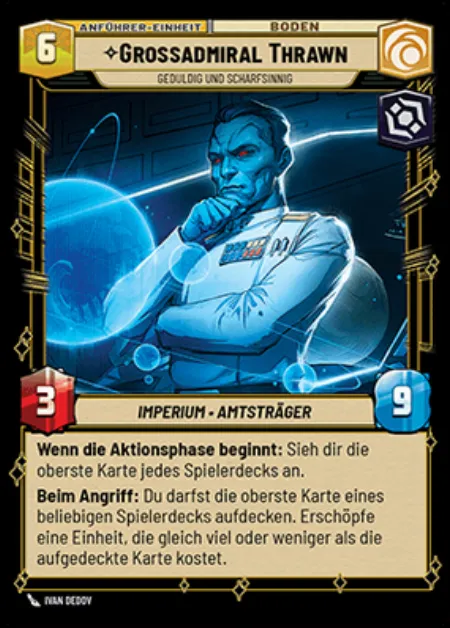 ANFÜHRER-EINHEIT
BODEN
6
GROSSADMIRAL THRAWN
GEDULDIG UND SCHARFSINNIG
3
IMPERIUM • AMTSTRÄGER
9
Wenn die Aktionsphase beginnt: Sieh dir die
oberste Karte jedes Spielerdecks an.
Beim Angriff: Du darfst die oberste Karte eines
beliebigen Spielerdecks aufdecken. Erschöpfe
eine Einheit, die gleich viel oder weniger als die
aufgedeckte Karte kostet.
IVAN DEDOV